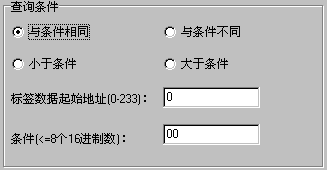 查询条件
与条件相同 与条件不同
小于条件 大于条件
标签数据起始地址(0-233): 0
条件(<=8个16进制数): 00